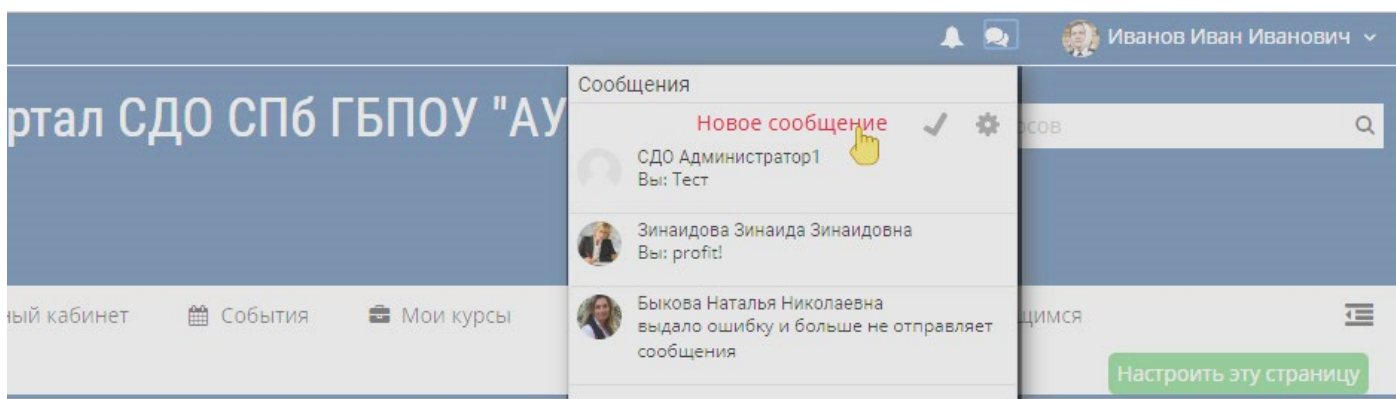 Иванов Иван Иванович
Сообщения
ртал СДО СПб ГБПОУ "АУ
Новое сообщение
осов
СДО Администратор1
Вы: Тест
Зинаидова Зинаида Зинаидовна
Вы: profit!
Быкова Наталья Николаевна
выдало ошибку и больше не отправляет
сообщения
ный кабинет События Мои курсы щимся
Настроить эту страницу